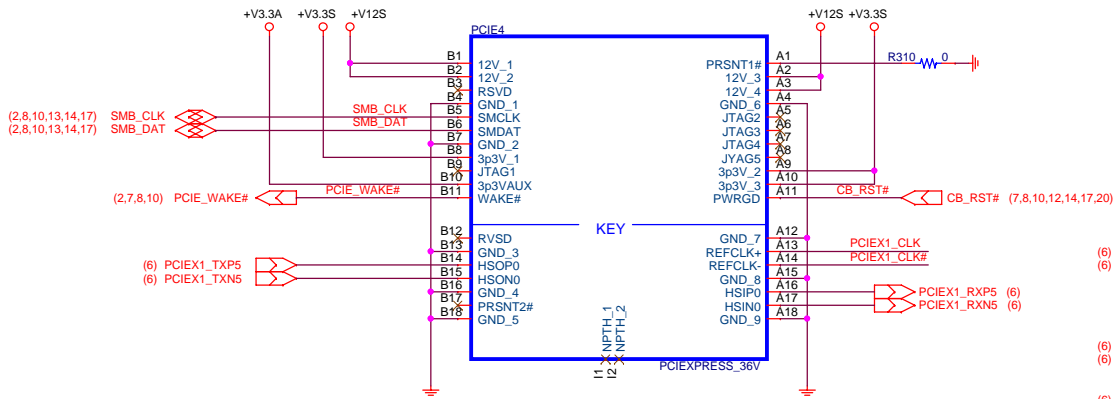 +V3.3A +V3.3S +V12S +V12S +V3.3S
PCIE4
B1 12V_1 PRSNT1# A1 R310 0
B2 12V_2 12V_3 A2
B3 RSVD 12V_4 A3
B4 GND_1 GND_6 A4
(2,8,10,13,14,17) SMB_CLK SMB_CLK B5 SMCLK JTAG2 A5
(2,8,10,13,14,17) SMB_DAT SMB_DAT B6 SMDAT JTAG3 A6
B7 GND_2 JTAG4 A7
B8 3p3V_1 JYAG5 A8
B9 JTAG1 3p3V_2 A9
B10 3p3VAUX 3p3V_3 A10
(2,7,8,10) PCIE_WAKE# PCIE_WAKE# B11 WAKE# PWRGD A11 CB_RST# CB_RST# (7,8,10,12,14,17,20)
KEY
B12 RVSD GND_7 A12
B13 GND_3 REFCLK+ A13 PCIEX1_CLK (6)
(6) PCIEX1_TXP5 B14 HSOP0 REFCLK- A14 PCIEX1_CLK# (6)
(6) PCIEX1_TXN5 B15 HSON0 GND_8 A15
B16 GND_4 HSIP0 A16 PCIEX1_RXP5 (6)
B17 PRSNT2# HSIN0 A17 PCIEX1_RXN5 (6)
B18 GND_5 GND_9 A18
NPTH_1 NPTH_2
(6)
(6)
I1 I2
PCIEXPRESS_36V